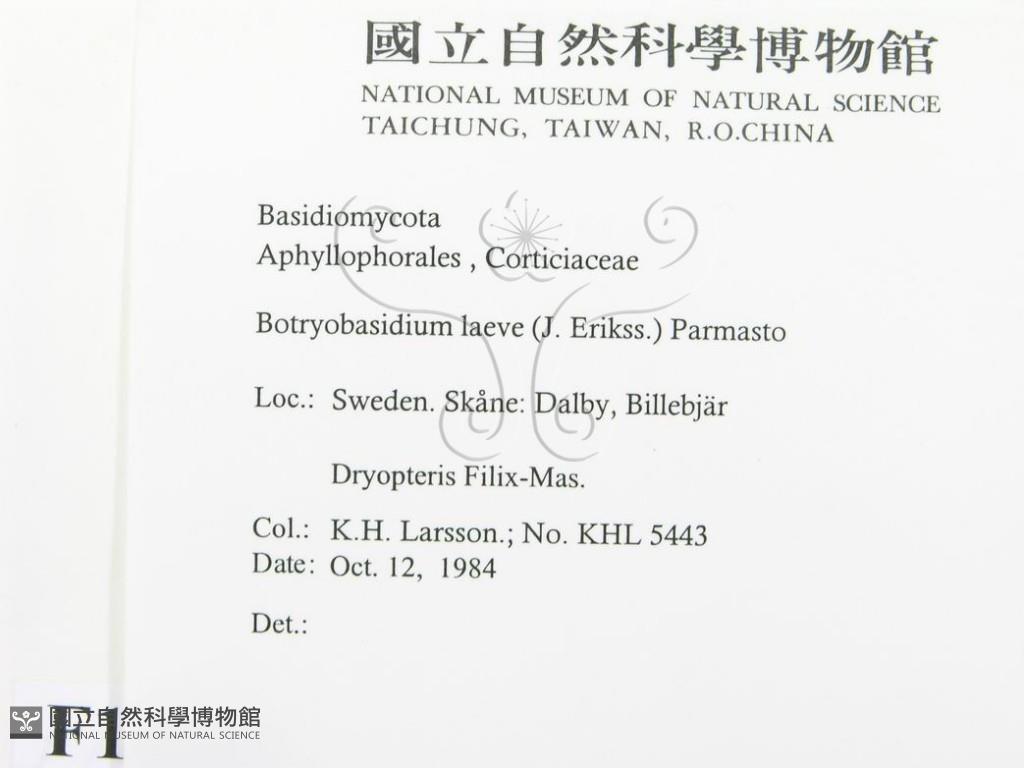 國立自然科學博物館
NATIONAL MUSEUM OF NATURAL SCIENCE
TAICHUNG, TAIWAN, R.O.CHINA
Basidiomycota
Aphyllophorales , Corticiaceae
Botryobasidium laeve (J. Erikss.) Parmasto
Loc.: Sweden. Skåne: Dalby, Billebjär
Dryopteris Filix-Mas.
Col.: K.H. Larsson.; No. KHL 5443
Date: Oct. 12, 1984
Det.:
國立自然科學博物館
NATIONAL MUSEUM OF NATURAL SCIENCE